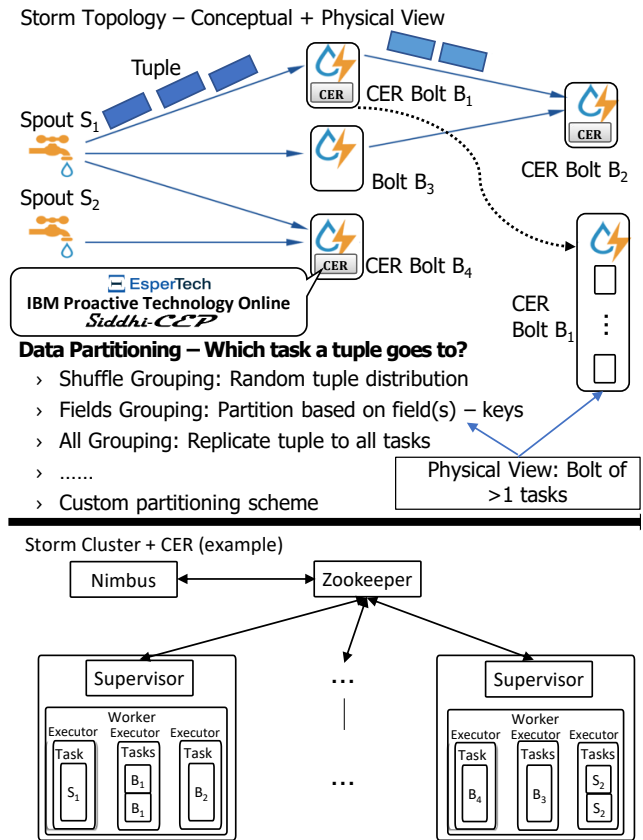 Storm Topology – Conceptual + Physical View
Tuple
CER
CER Bolt B1
Spout S1
CER
CER Bolt B2
Bolt B3
Spout S2
CER
CER Bolt B4
EsperTech
IBM Proactive Technology Online
Siddhi-CEP
CER
Bolt B1
⋮
Data Partitioning – Which task a tuple goes to?
› Shuffle Grouping: Random tuple distribution
› Fields Grouping: Partition based on field(s) – keys
› All Grouping: Replicate tuple to all tasks
› ......
› Custom partitioning scheme
Physical View: Bolt of
>1 tasks
Storm Cluster + CER (example)
Nimbus
Zookeeper
Supervisor
...
Supervisor
Worker
Executor Executor Executor
Task Tasks Task
S1
B1
B1
B2
...
Worker
Executor Executor Executor
Task Tasks Tasks
B4
B3
S2
S2